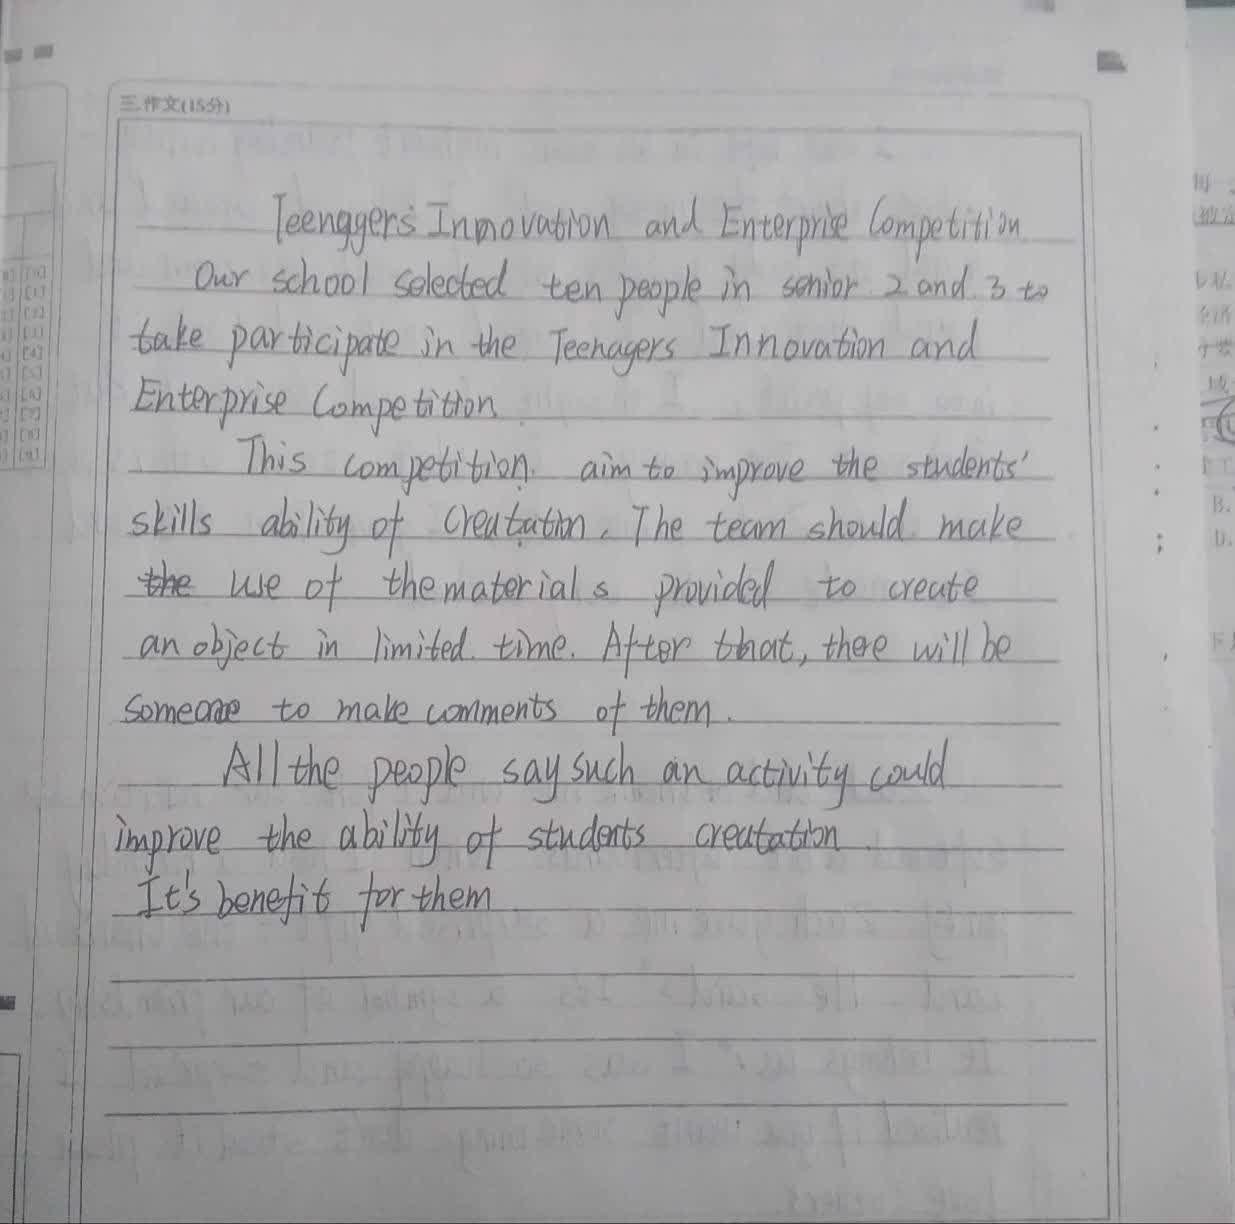 三.作文(15分)
Teenggers Innovation and Enterprise Competition
Our school selected ten people in senior 2 and 3 to
take participate in the Teenagers Innovation and
Enterprise Competition
This competition. aim to improve the students'
skills ability of creatation. The team should make
the use of the materials provided to create
an object in limited time. After that, there will be
someone to make comments of them.
All the people say such an activity could
improve the ability of students creatation.
It's benefit for them